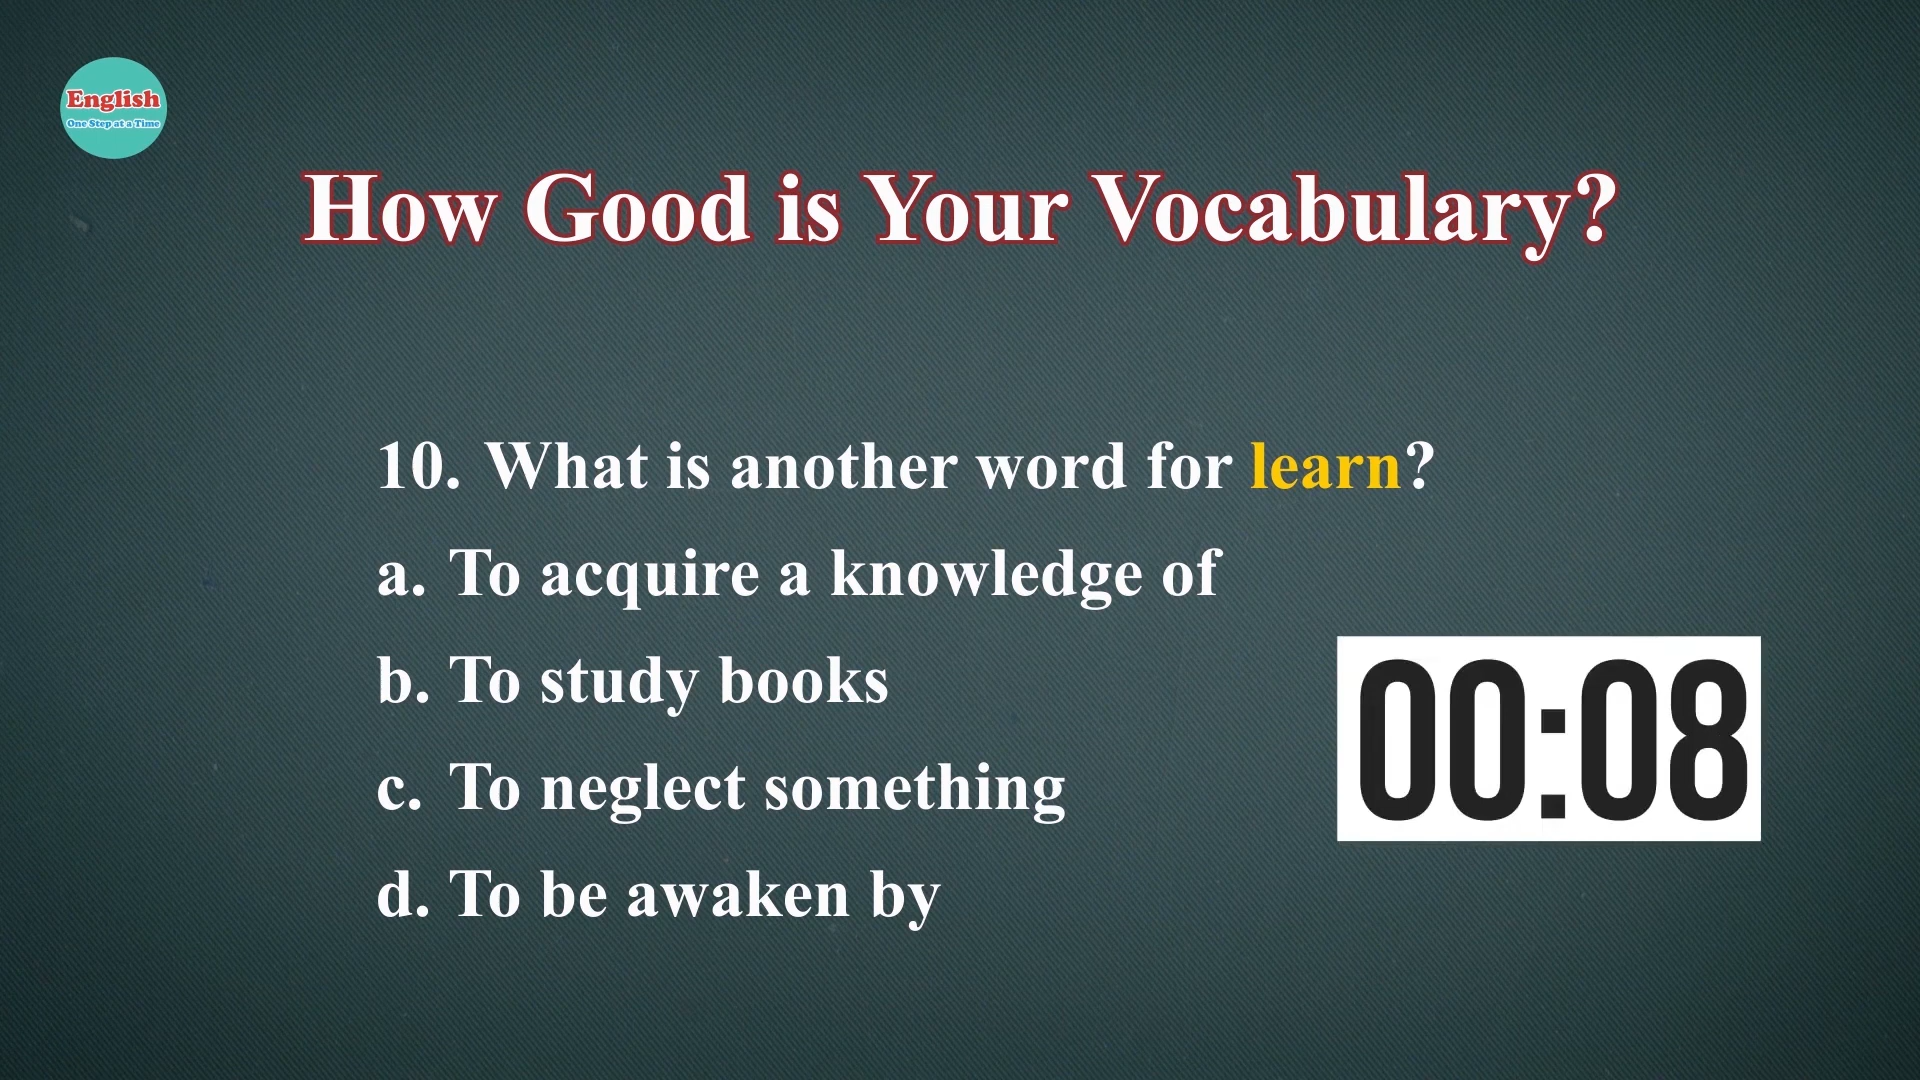 English
One Step at a Time
How Good is Your Vocabulary?
10. What is another word for learn?
a. To acquire a knowledge of
b. To study books
c. To neglect something
d. To be awaken by
00:08